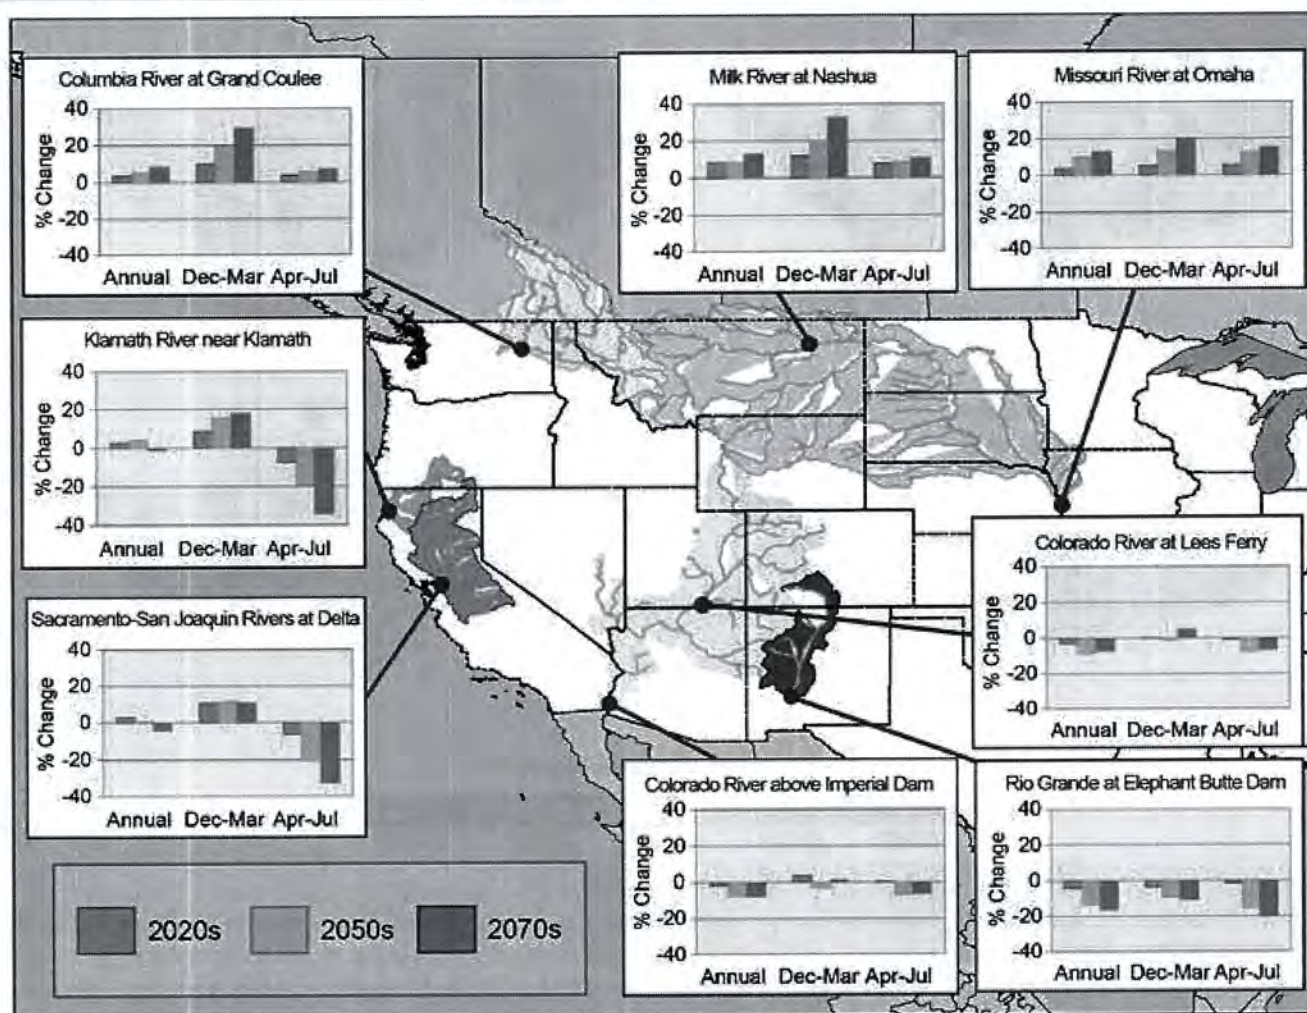 Columbia River at Grand Coulee
40
20
0
-20
-40
% Change
Annual Dec-Mar Apr-Jul
Milk River at Nashua
40
20
0
-20
-40
% Change
Annual Dec-Mar Apr-Jul
Missouri River at Omaha
40
20
0
-20
-40
% Change
Annual Dec-Mar Apr-Jul
Klamath River near Klamath
40
20
0
-20
-40
% Change
Annual Dec-Mar Apr-Jul
Colorado River at Lees Ferry
40
20
0
-20
-40
% Change
Annual Dec-Mar Apr-Jul
Sacramento-San Joaquin Rivers at Delta
40
20
0
-20
-40
% Change
Annual Dec-Mar Apr-Jul
Colorado River above Imperial Dam
40
20
0
-20
-40
% Change
Annual Dec-Mar Apr-Jul
Rio Grande at Elephant Butte Dam
40
20
0
-20
-40
% Change
Annual Dec-Mar Apr-Jul
2020s 2050s 2070s